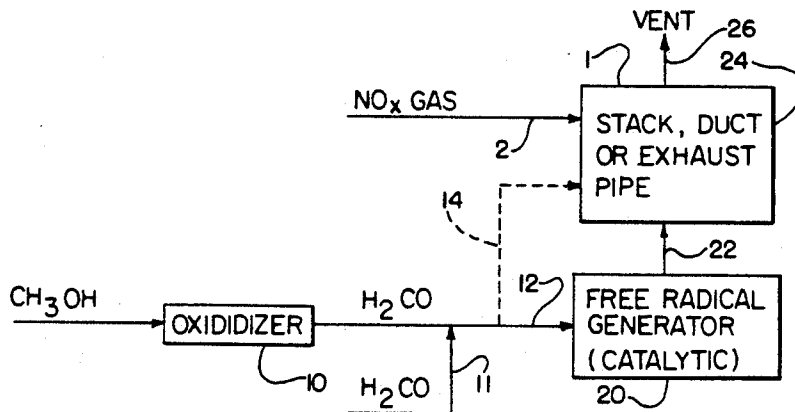 VENT
26
1
24
NOx GAS
2
STACK, DUCT
OR EXHAUST
PIPE
14
22
CH3OH
H2CO
12
OXIDIDIZER
FREE RADICAL
GENERATOR
(CATALYTIC)
10
H2CO
11
20